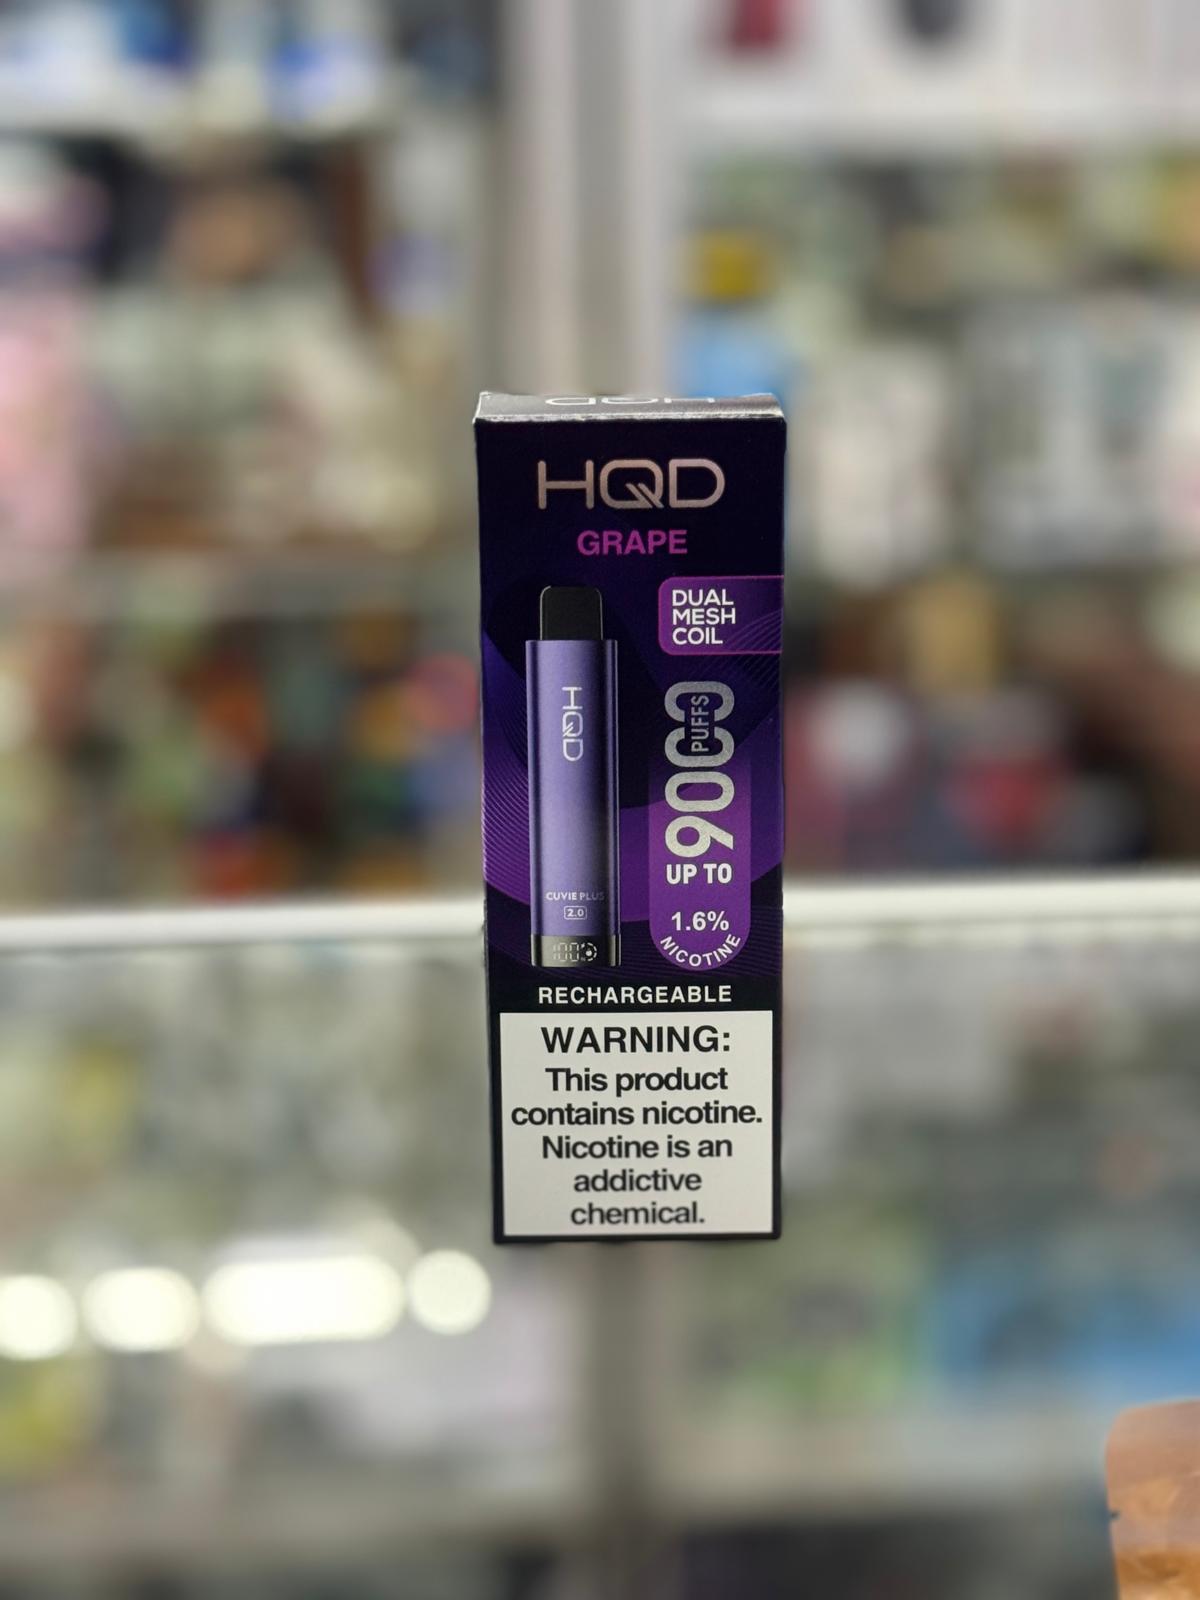 HQD
HQD
GRAPE
DUAL
MESH
COIL
HQD
9000
PUFFS
UP TO
CUVIE PLUS
2.0
1.6%
NICOTINE
100%
RECHARGEABLE
WARNING:
This product
contains nicotine.
Nicotine is an
addictive
chemical.